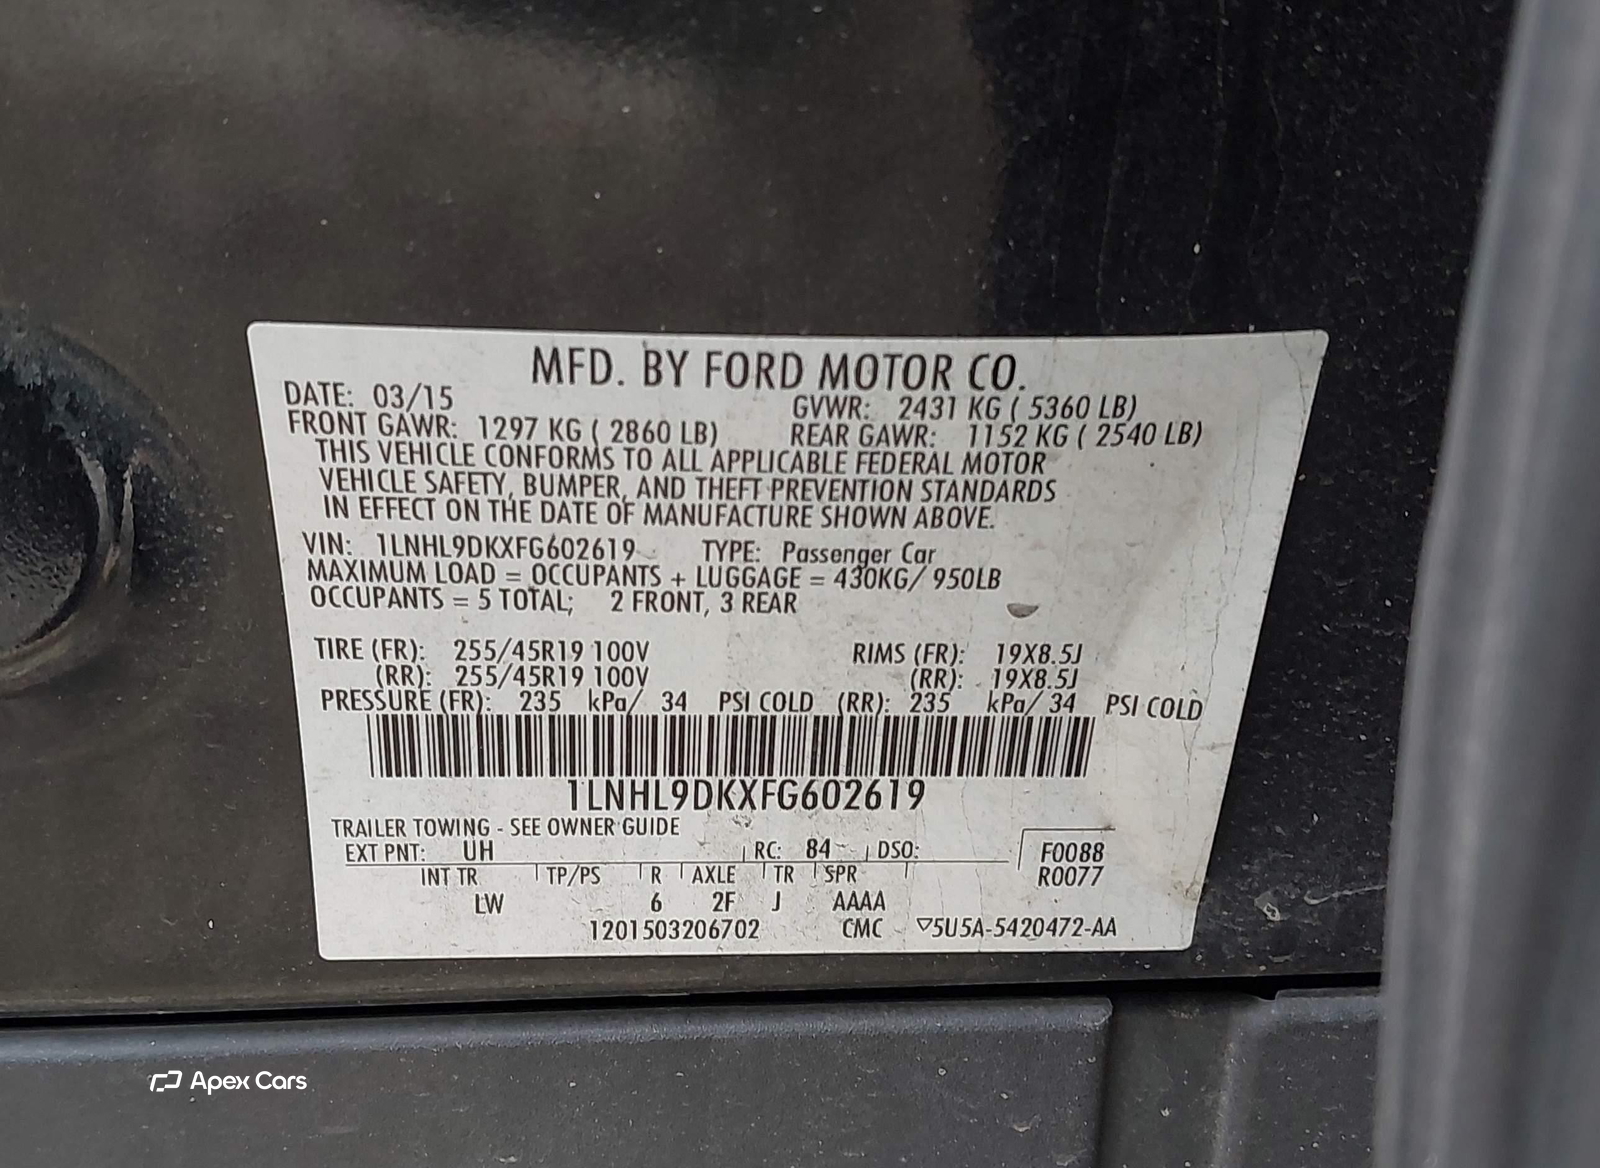 MFD. BY FORD MOTOR CO.
DATE: 03/15 GVWR: 2431 KG ( 5360 LB)
FRONT GAWR: 1297 KG ( 2860 LB) REAR GAWR: 1152 KG ( 2540 LB)
THIS VEHICLE CONFORMS TO ALL APPLICABLE FEDERAL MOTOR
VEHICLE SAFETY, BUMPER, AND THEFT PREVENTION STANDARDS
IN EFFECT ON THE DATE OF MANUFACTURE SHOWN ABOVE.
VIN: 1LNHL9DKXFG602619 TYPE: Passenger Car
MAXIMUM LOAD = OCCUPANTS + LUGGAGE = 430KG/ 950LB
OCCUPANTS = 5 TOTAL; 2 FRONT, 3 REAR
TIRE (FR): 255/45R19 100V RIMS (FR): 19X8.5J
(RR): 255/45R19 100V (RR): 19X8.5J
PRESSURE (FR): 235 kPa/ 34 PSI COLD (RR): 235 kPa/ 34 PSI COLD
1LNHL9DKXFG602619
TRAILER TOWING - SEE OWNER GUIDE
EXT PNT: UH RC: 84 DSO: F0088
INT TR TP/PS R AXLE TR SPR R0077
LW 6 2F J AAAA
1201503206702 CMC ▽5U5A-5420472-AA
Apex Cars